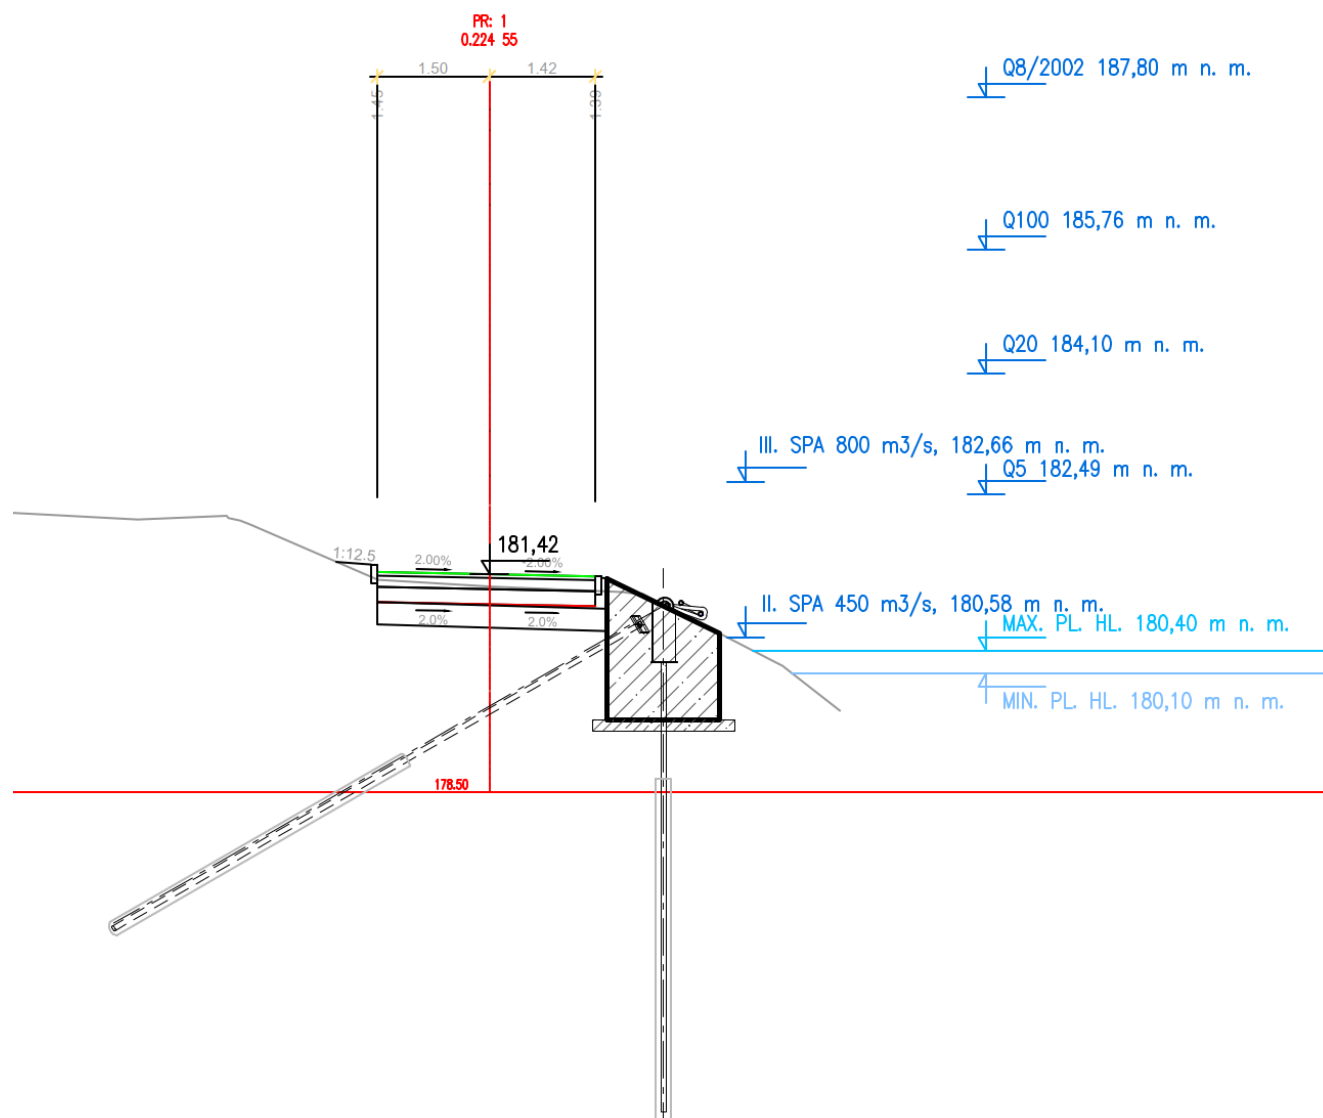 PR: 1
0.224 55
1.50
1.42
1.45
1.39
Q8/2002 187,80 m n. m.
Q100 185,76 m n. m.
Q20 184,10 m n. m.
III. SPA 800 m3/s, 182,66 m n. m.
Q5 182,49 m n. m.
181,42
1:12.5
2.00%
-2.00%
2.0%
2.0%
II. SPA 450 m3/s, 180,58 m n. m.
MAX. PL. HL. 180,40 m n. m.
MIN. PL. HL. 180,10 m n. m.
178.50